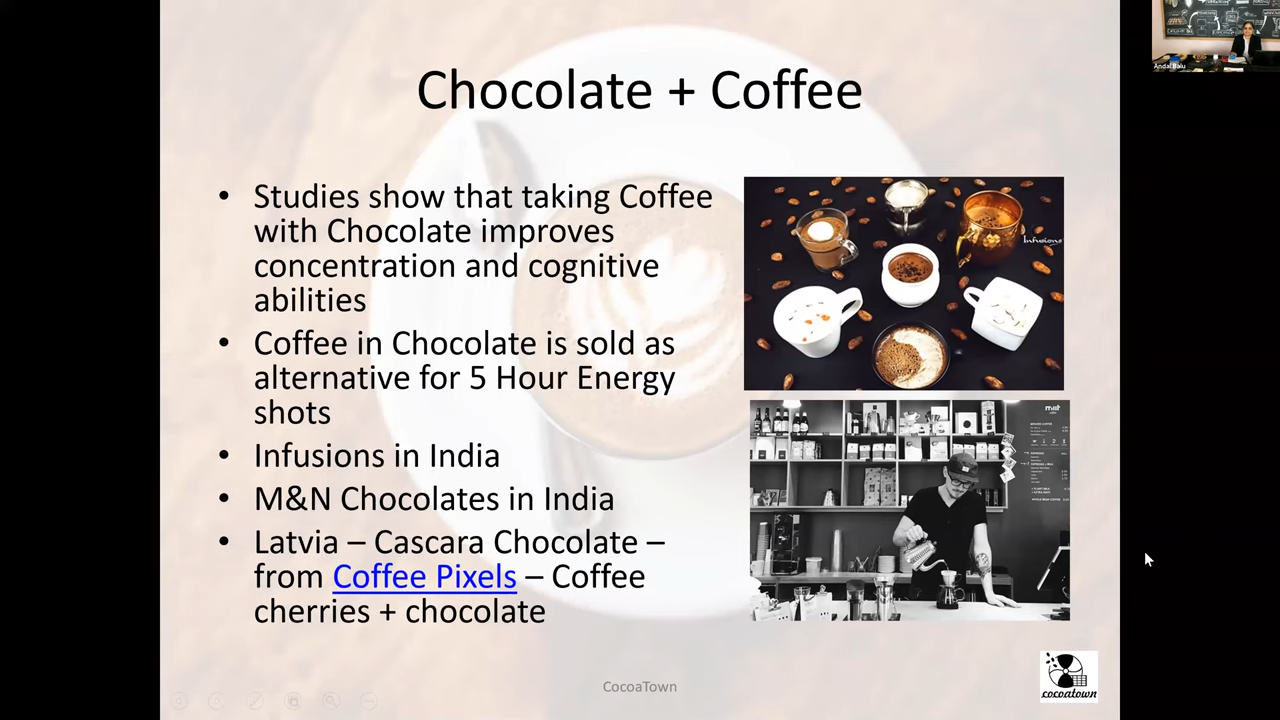 Chocolate + Coffee
• Studies show that taking Coffee
with Chocolate improves
concentration and cognitive
abilities
• Coffee in Chocolate is sold as
alternative for 5 Hour Energy
shots
• Infusions in India
• M&N Chocolates in India
• Latvia – Cascara Chocolate –
from Coffee Pixels – Coffee
cherries + chocolate
Infusions
CocoaTown
cocoatown
Andal Balu